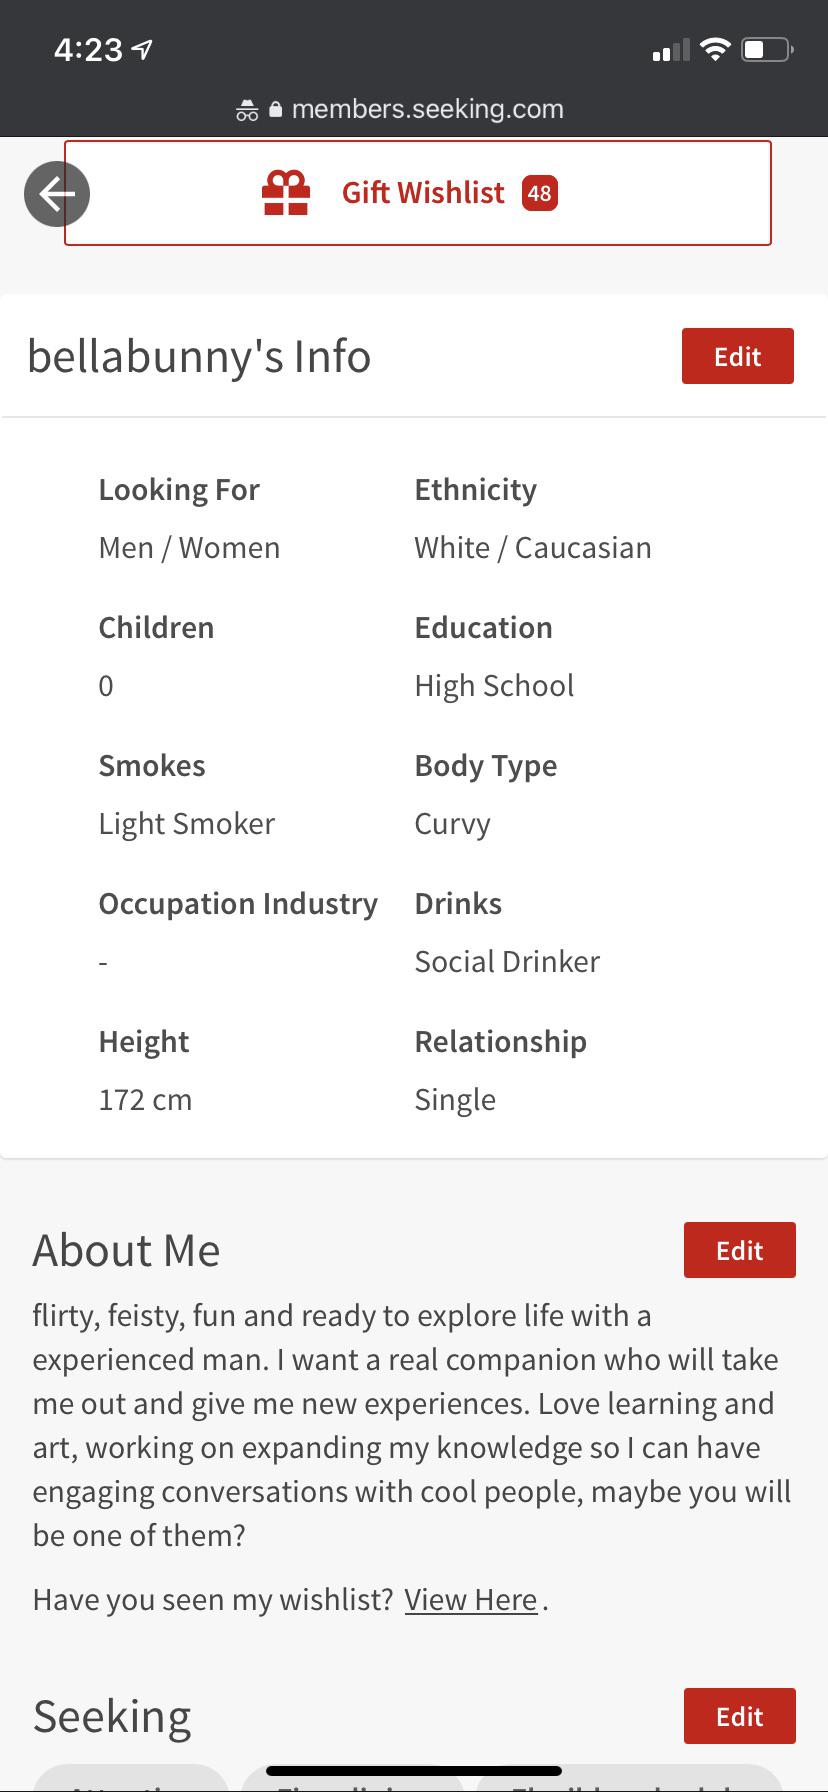 4:23
members.seeking.com
Gift Wishlist 48
bellabunny's Info
Edit
Looking For
Ethnicity
Men / Women
White / Caucasian
Children
Education
0
High School
Smokes
Body Type
Light Smoker
Curvy
Occupation Industry
Drinks
-
Social Drinker
Height
Relationship
172 cm
Single
About Me
Edit
flirty, feisty, fun and ready to explore life with a
experienced man. I want a real companion who will take
me out and give me new experiences. Love learning and
art, working on expanding my knowledge so I can have
engaging conversations with cool people, maybe you will
be one of them?
Have you seen my wishlist? View Here.
Seeking
Edit